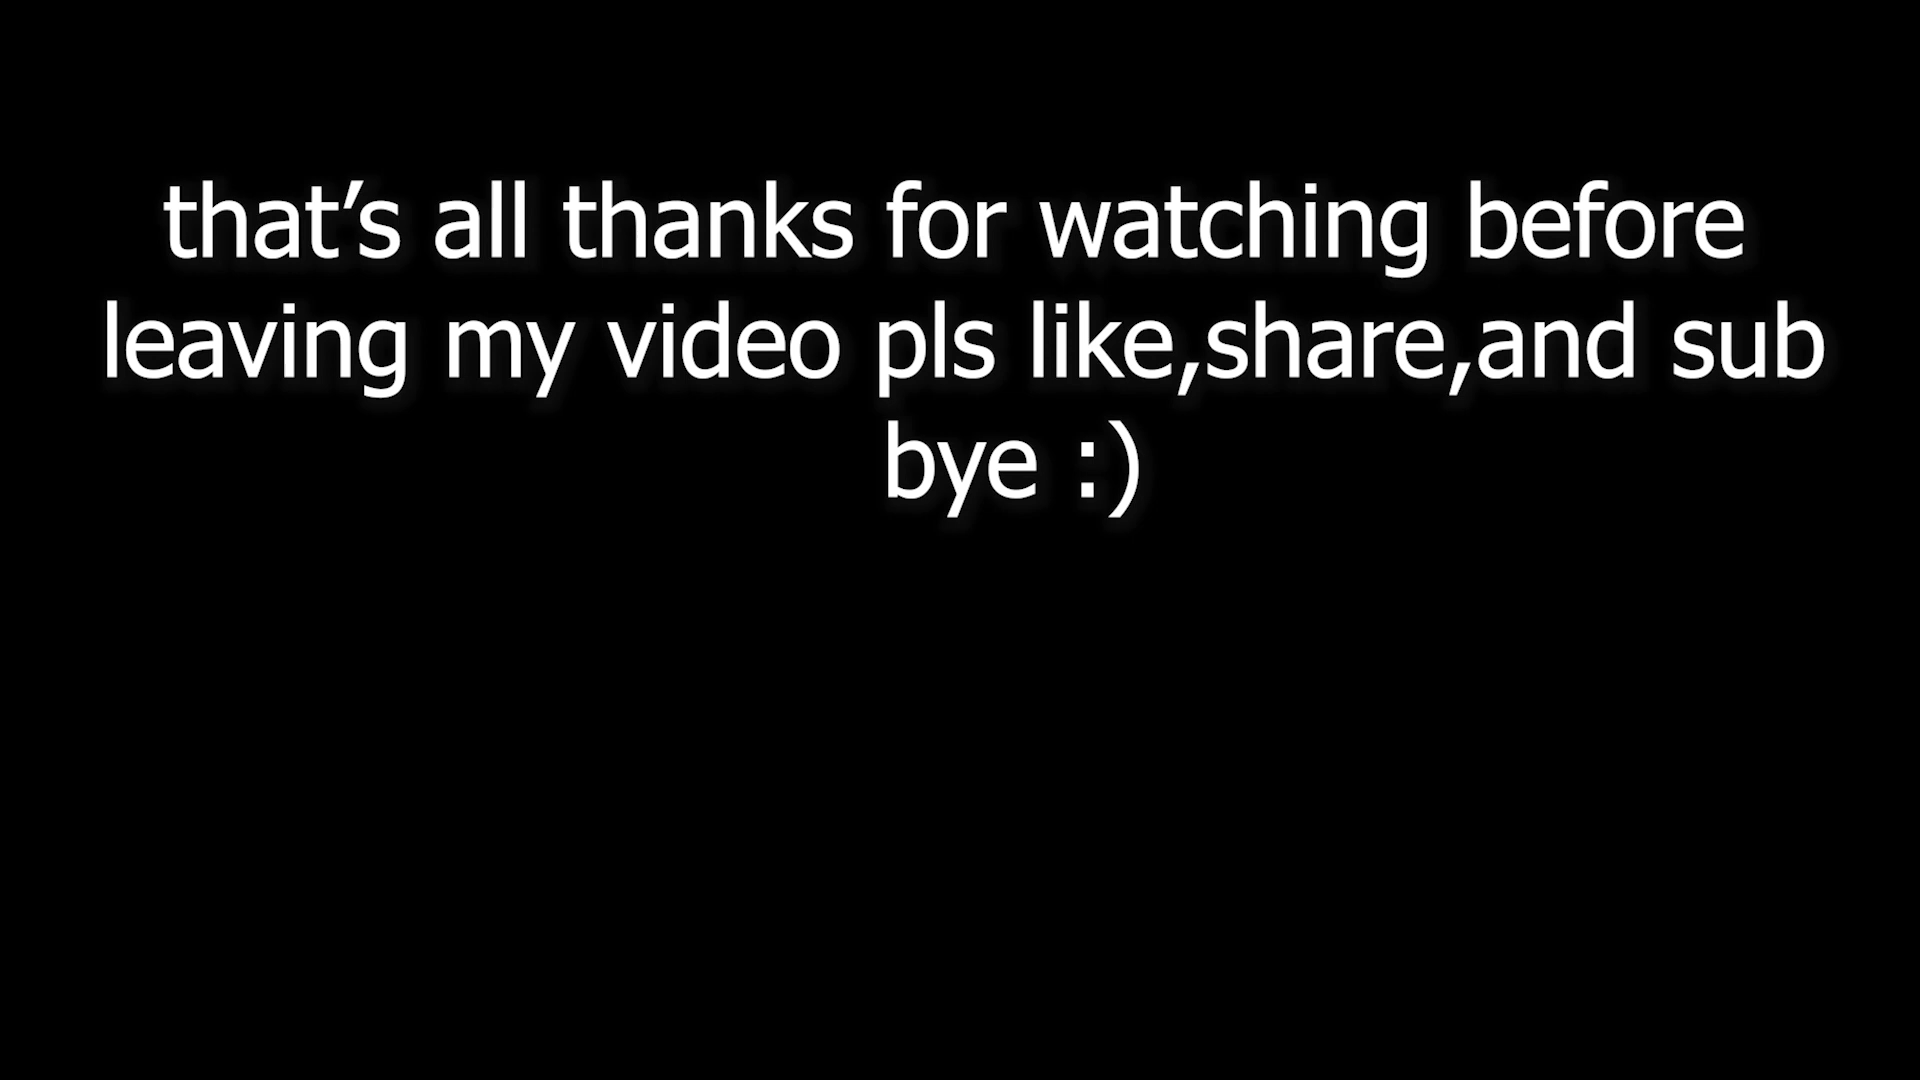 that’s all thanks for watching before
leaving my video pls like,share,and sub
bye :)